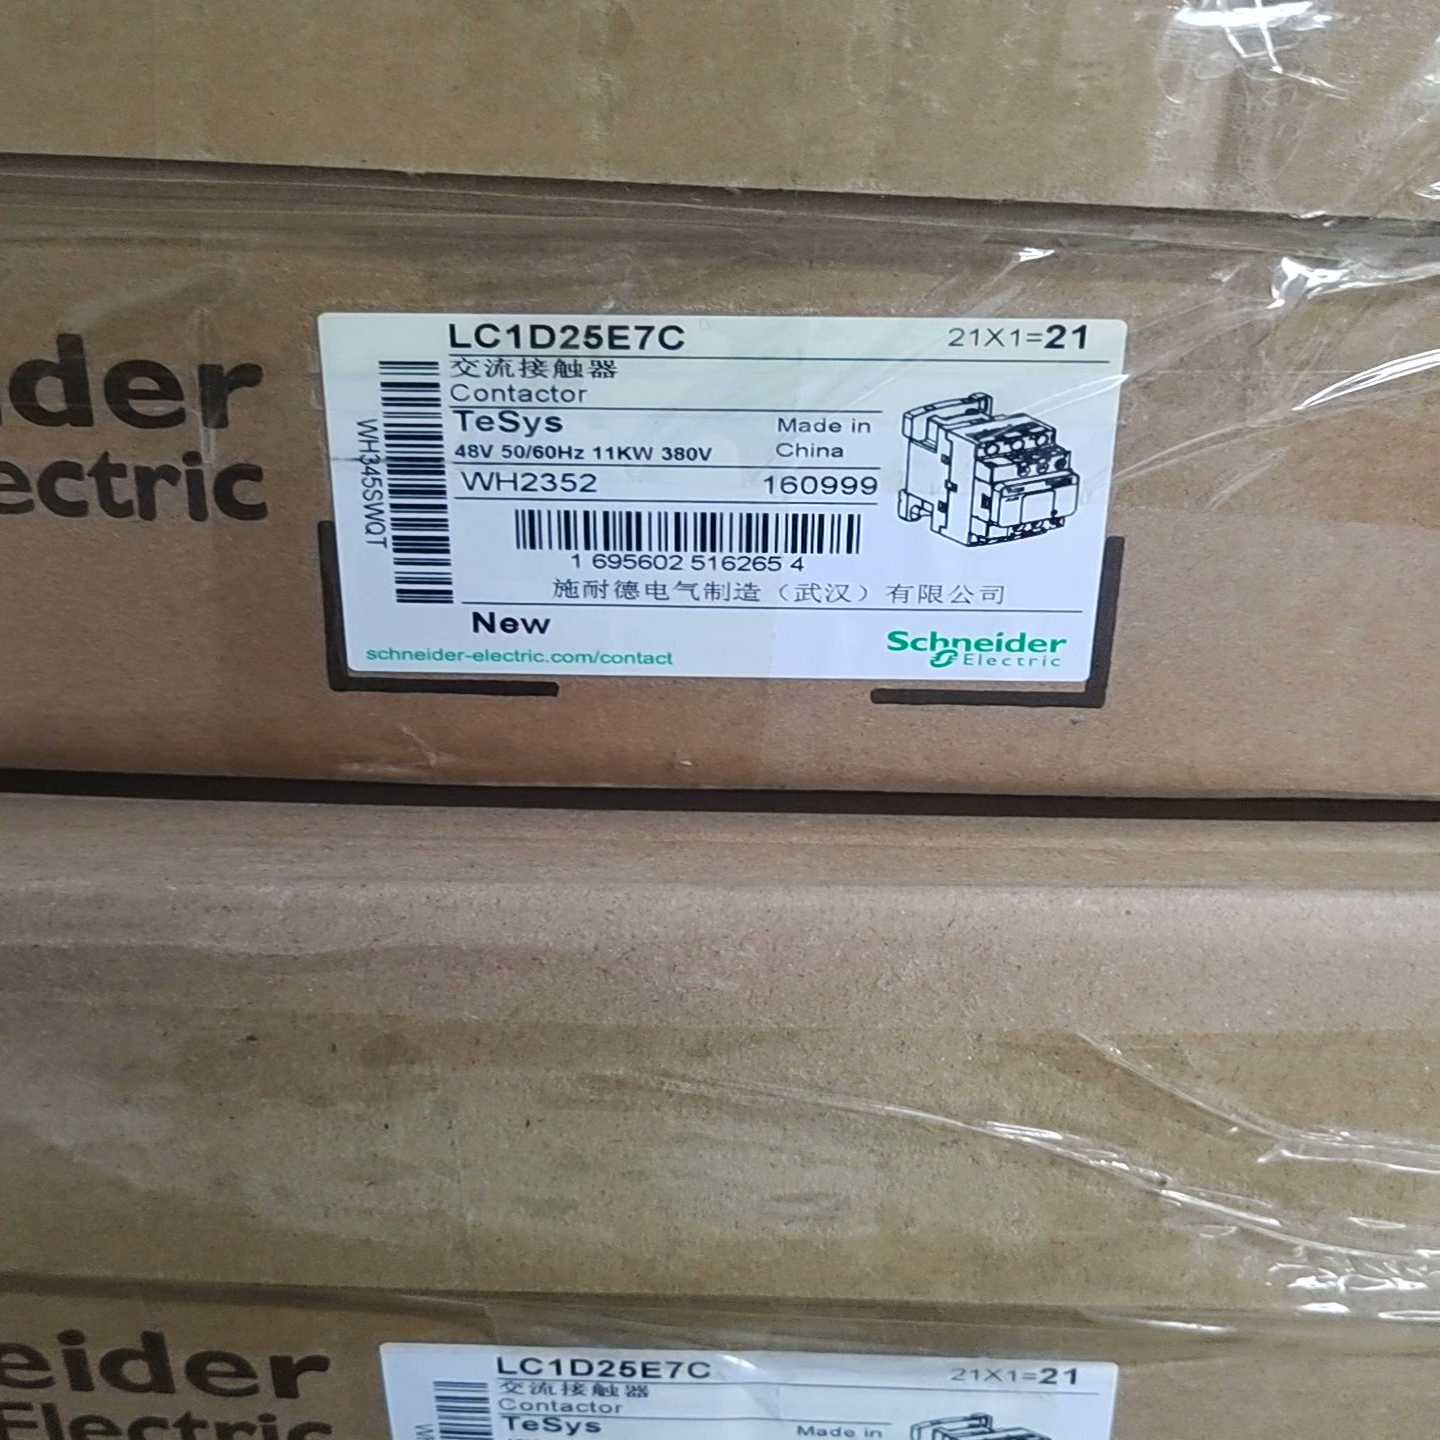 der
ectric
LC1D25E7C 21X1=21
交流接触器
Contactor
TeSys
48V 50/60Hz 11KW 380V
Made in
China
WH2352 160999
WH345SWQT
1 695602 516265 4
施耐德电气制造（武汉）有限公司
New
schneider-electric.com/contact
Schneider
Electric
eider
Electric
LC1D25E7C 21X1=21
交流接触器
Contactor
TeSys
Made in